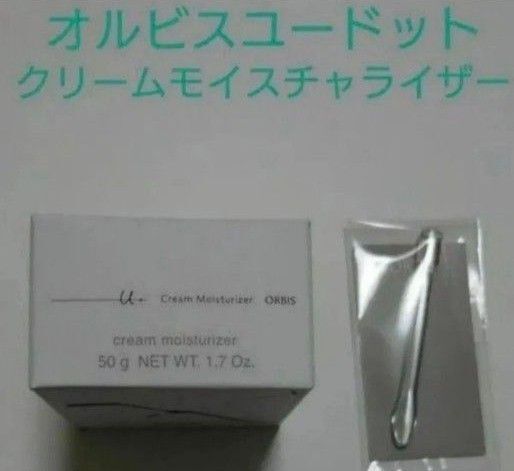 オルビスユードット
クリームモイスチャライザー
u. Cream Moisturizer ORBIS
cream moisturizer
50 g NET WT. 1.7 Oz.